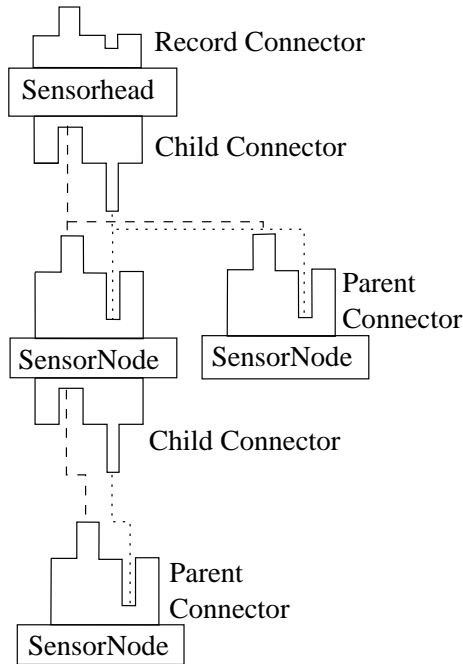 Record Connector
Sensorhead
Child Connector
Parent
Connector
SensorNode
SensorNode
Child Connector
Parent
Connector
SensorNode